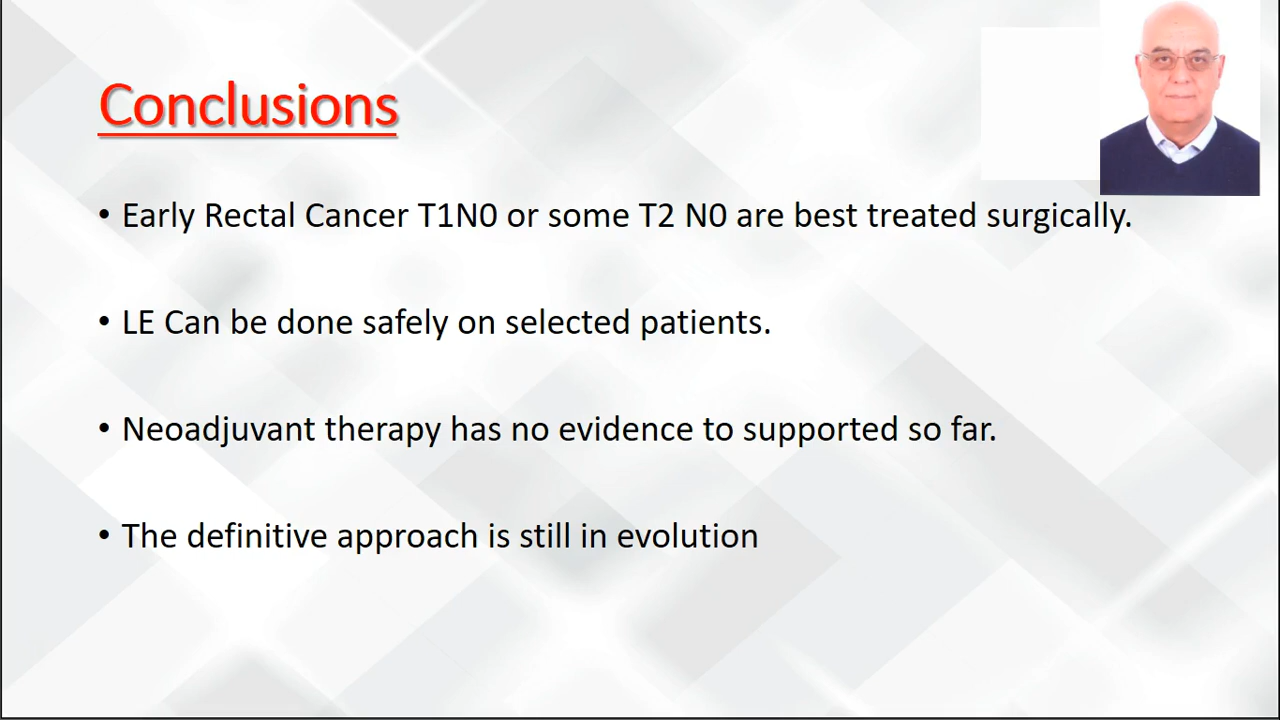 Conclusions
• Early Rectal Cancer T1N0 or some T2 N0 are best treated surgically.
• LE Can be done safely on selected patients.
• Neoadjuvant therapy has no evidence to supported so far.
• The definitive approach is still in evolution